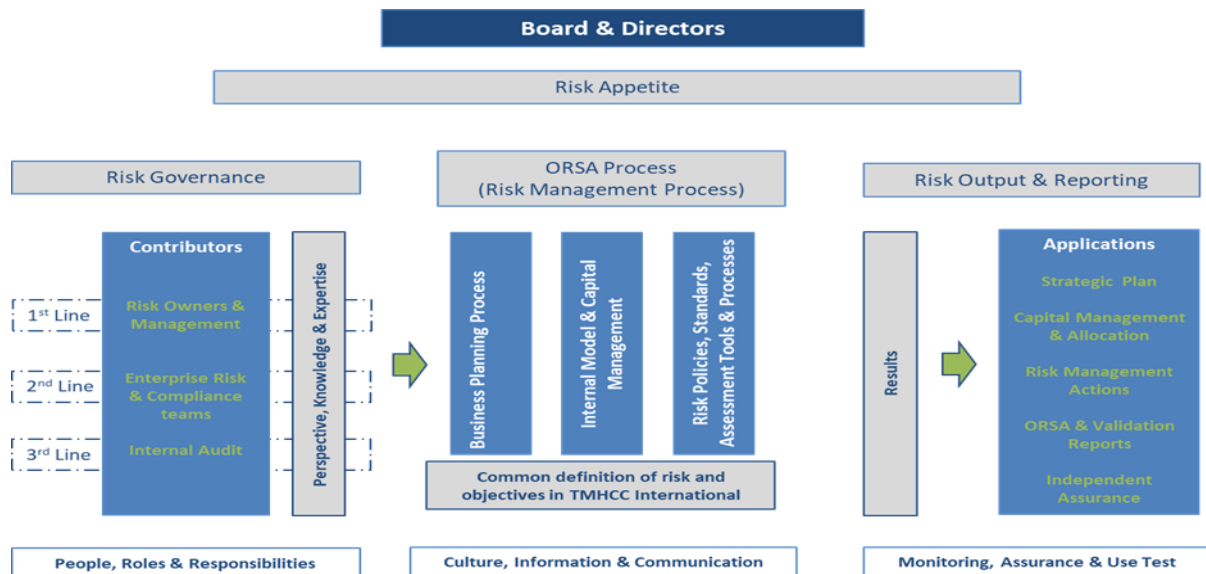 Board & Directors
Risk Appetite
Risk Governance
Contributors
1st Line
Risk Owners &
Management
2nd Line
Enterprise Risk
& Compliance
teams
3rd Line
Internal Audit
Perspective, Knowledge & Expertise
People, Roles & Responsibilities
ORSA Process
(Risk Management Process)
Business Planning Process
Internal Model & Capital
Management
Risk Policies, Standards,
Assessment Tools & Processes
Common definition of risk and
objectives in TMHCC International
Culture, Information & Communication
Risk Output & Reporting
Results
Applications
Strategic Plan
Capital Management
& Allocation
Risk Management
Actions
ORSA & Validation
Reports
Independent
Assurance
Monitoring, Assurance & Use Test